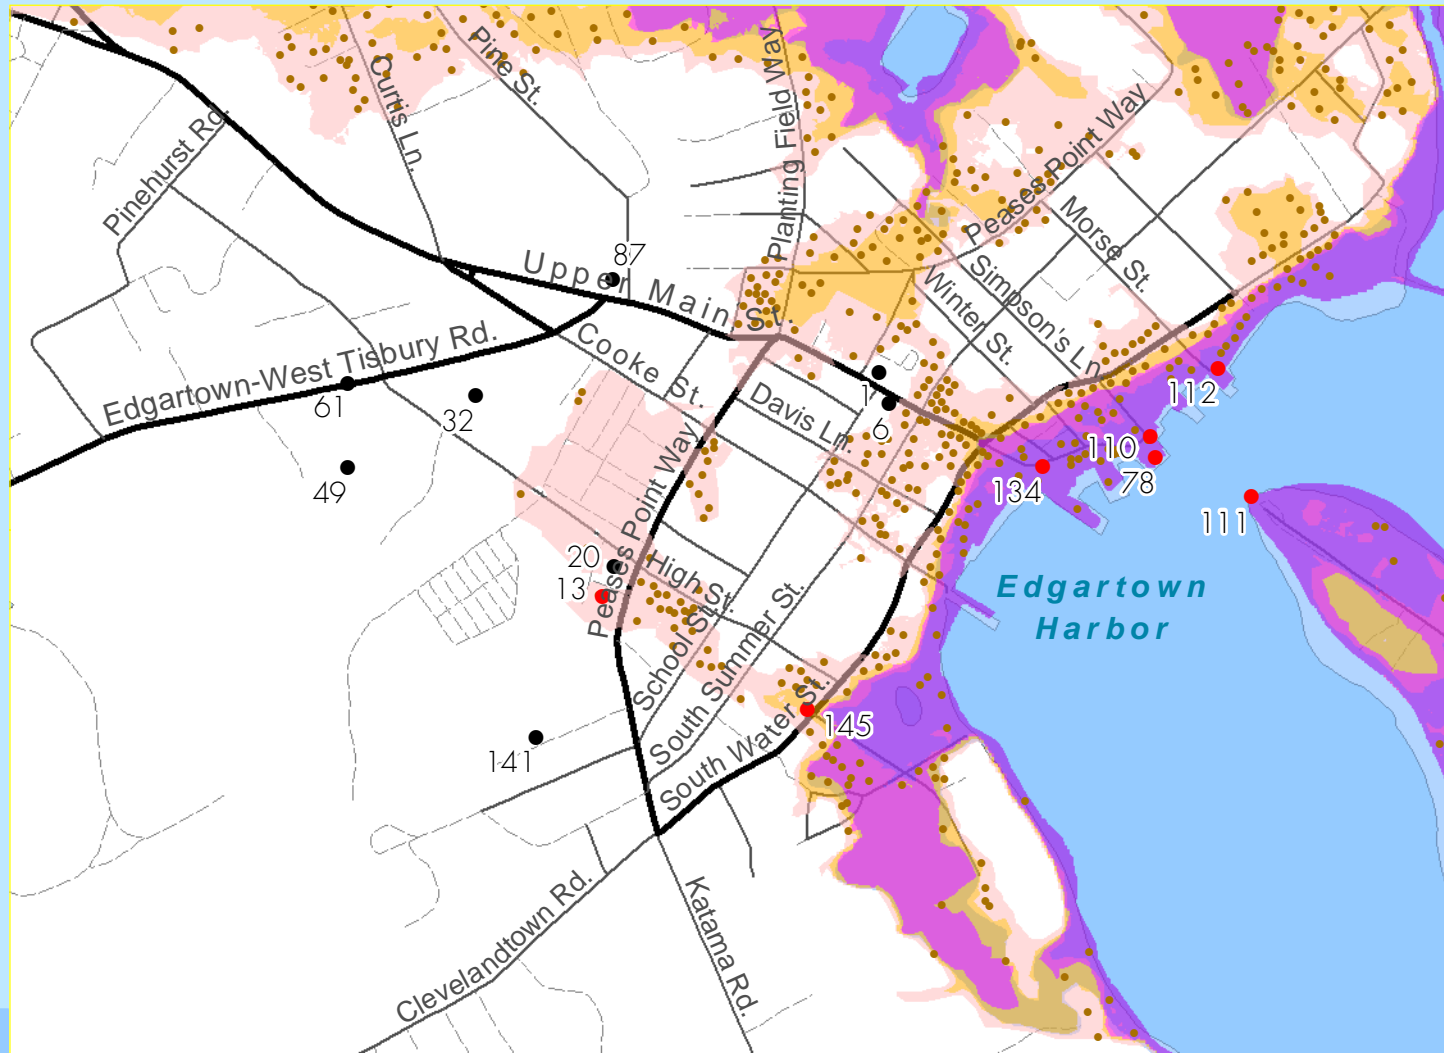 Pine St.
Curtis Ln.
Planting Field Way
Pinehurst Rd.
Peases Point Way
Morse St.
87
Upper Main St.
Simpson's Ln.
Winter St.
Edgartown-West Tisbury Rd.
Cooke St.
61
32
1
6
112
Davis Ln.
49
110
78
134
111
Peases Point Way
20
13
High St.
Edgartown
Harbor
School St.
South Summer St.
South Water St.
145
141
Clevelandtown Rd.
Katama Rd.